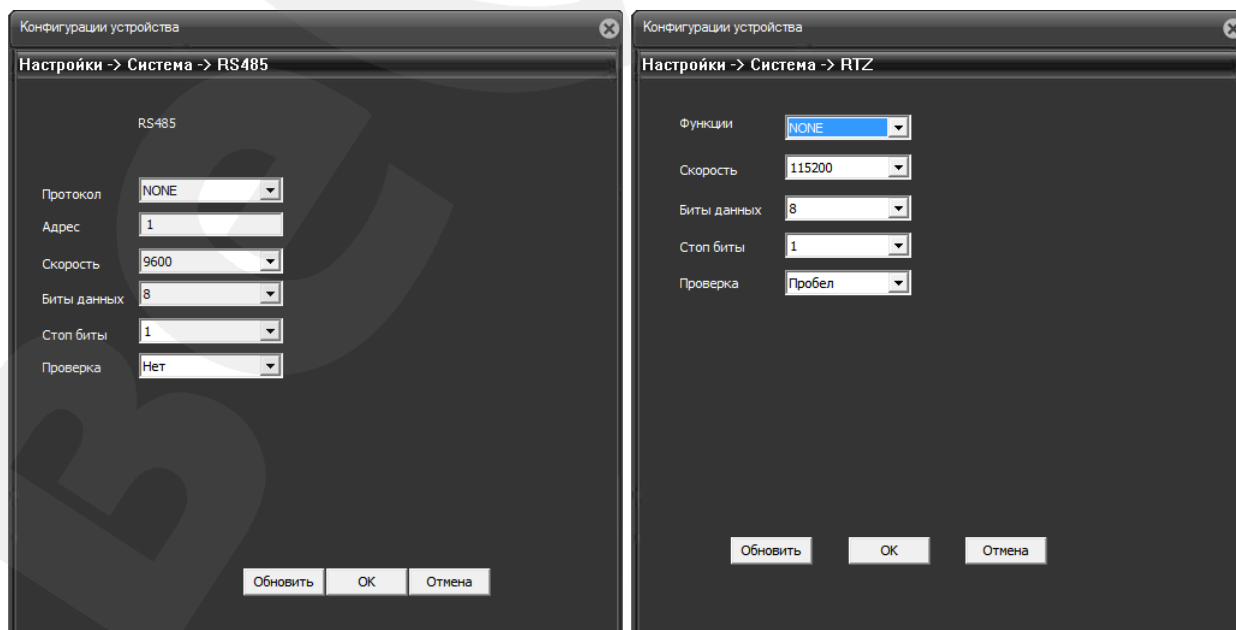 Конфигурации устройства
Настройки -> Система -> RS485
RS485
Протокол NONE
Адрес 1
Скорость 9600
Биты данных 8
Стоп биты 1
Проверка Нет
Обновить OK Отмена
Конфигурации устройства
Настройки -> Система -> RTZ
Функции NONE
Скорость 115200
Биты данных 8
Стоп биты 1
Проверка Пробел
Обновить OK Отмена